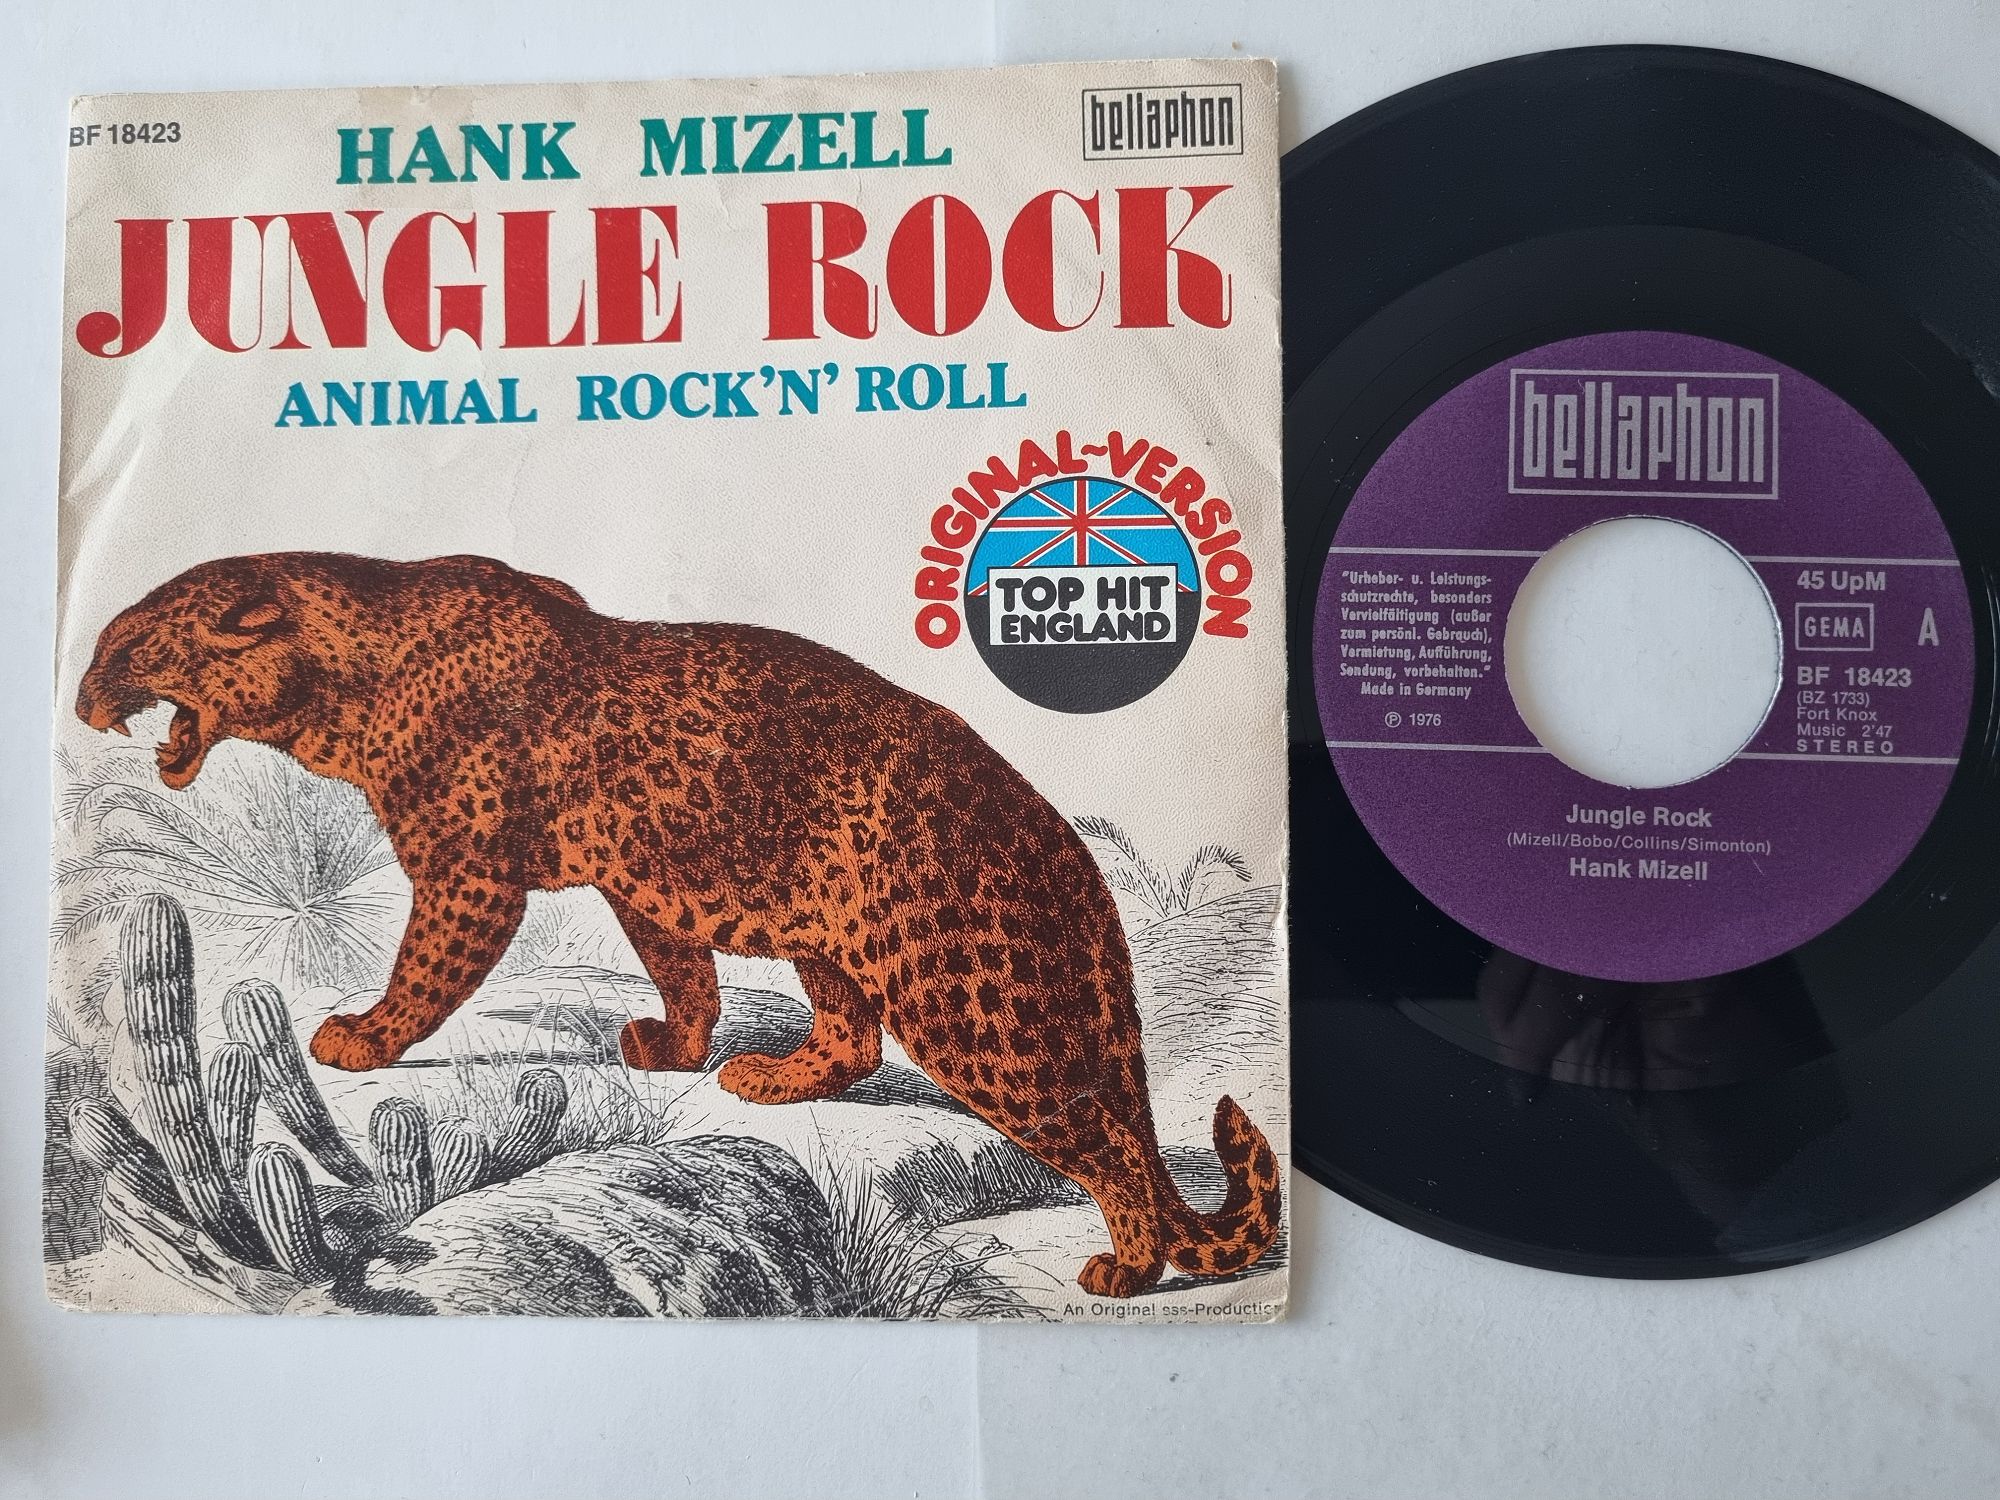 BF 18423
HANK MIZELL
bellaphon
JUNGLE ROCK
ANIMAL ROCK'N'ROLL
ORIGINAL~VERSION
TOP HIT
ENGLAND
An Original sss-Production
bellaphon
"Urheber- u. Leistungs-
schutzrechte, besonders
Vervielfältigung (außer
zum persönl. Gebrauch),
Vermietung, Aufführung,
Sendung, vorbehalten."
Made in Germany
℗ 1976
45 UpM
GEMA A
BF 18423
(BZ 1733)
Fort Knox
Music 2'47
STEREO
Jungle Rock
(Mizell/Bobo/Collins/Simonton)
Hank Mizell